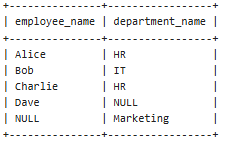 +---------------+-----------------+
| employee_name | department_name |
+---------------+-----------------+
| Alice         | HR              |
| Bob           | IT              |
| Charlie       | HR              |
| Dave          | NULL            |
| NULL          | Marketing       |
+---------------+-----------------+